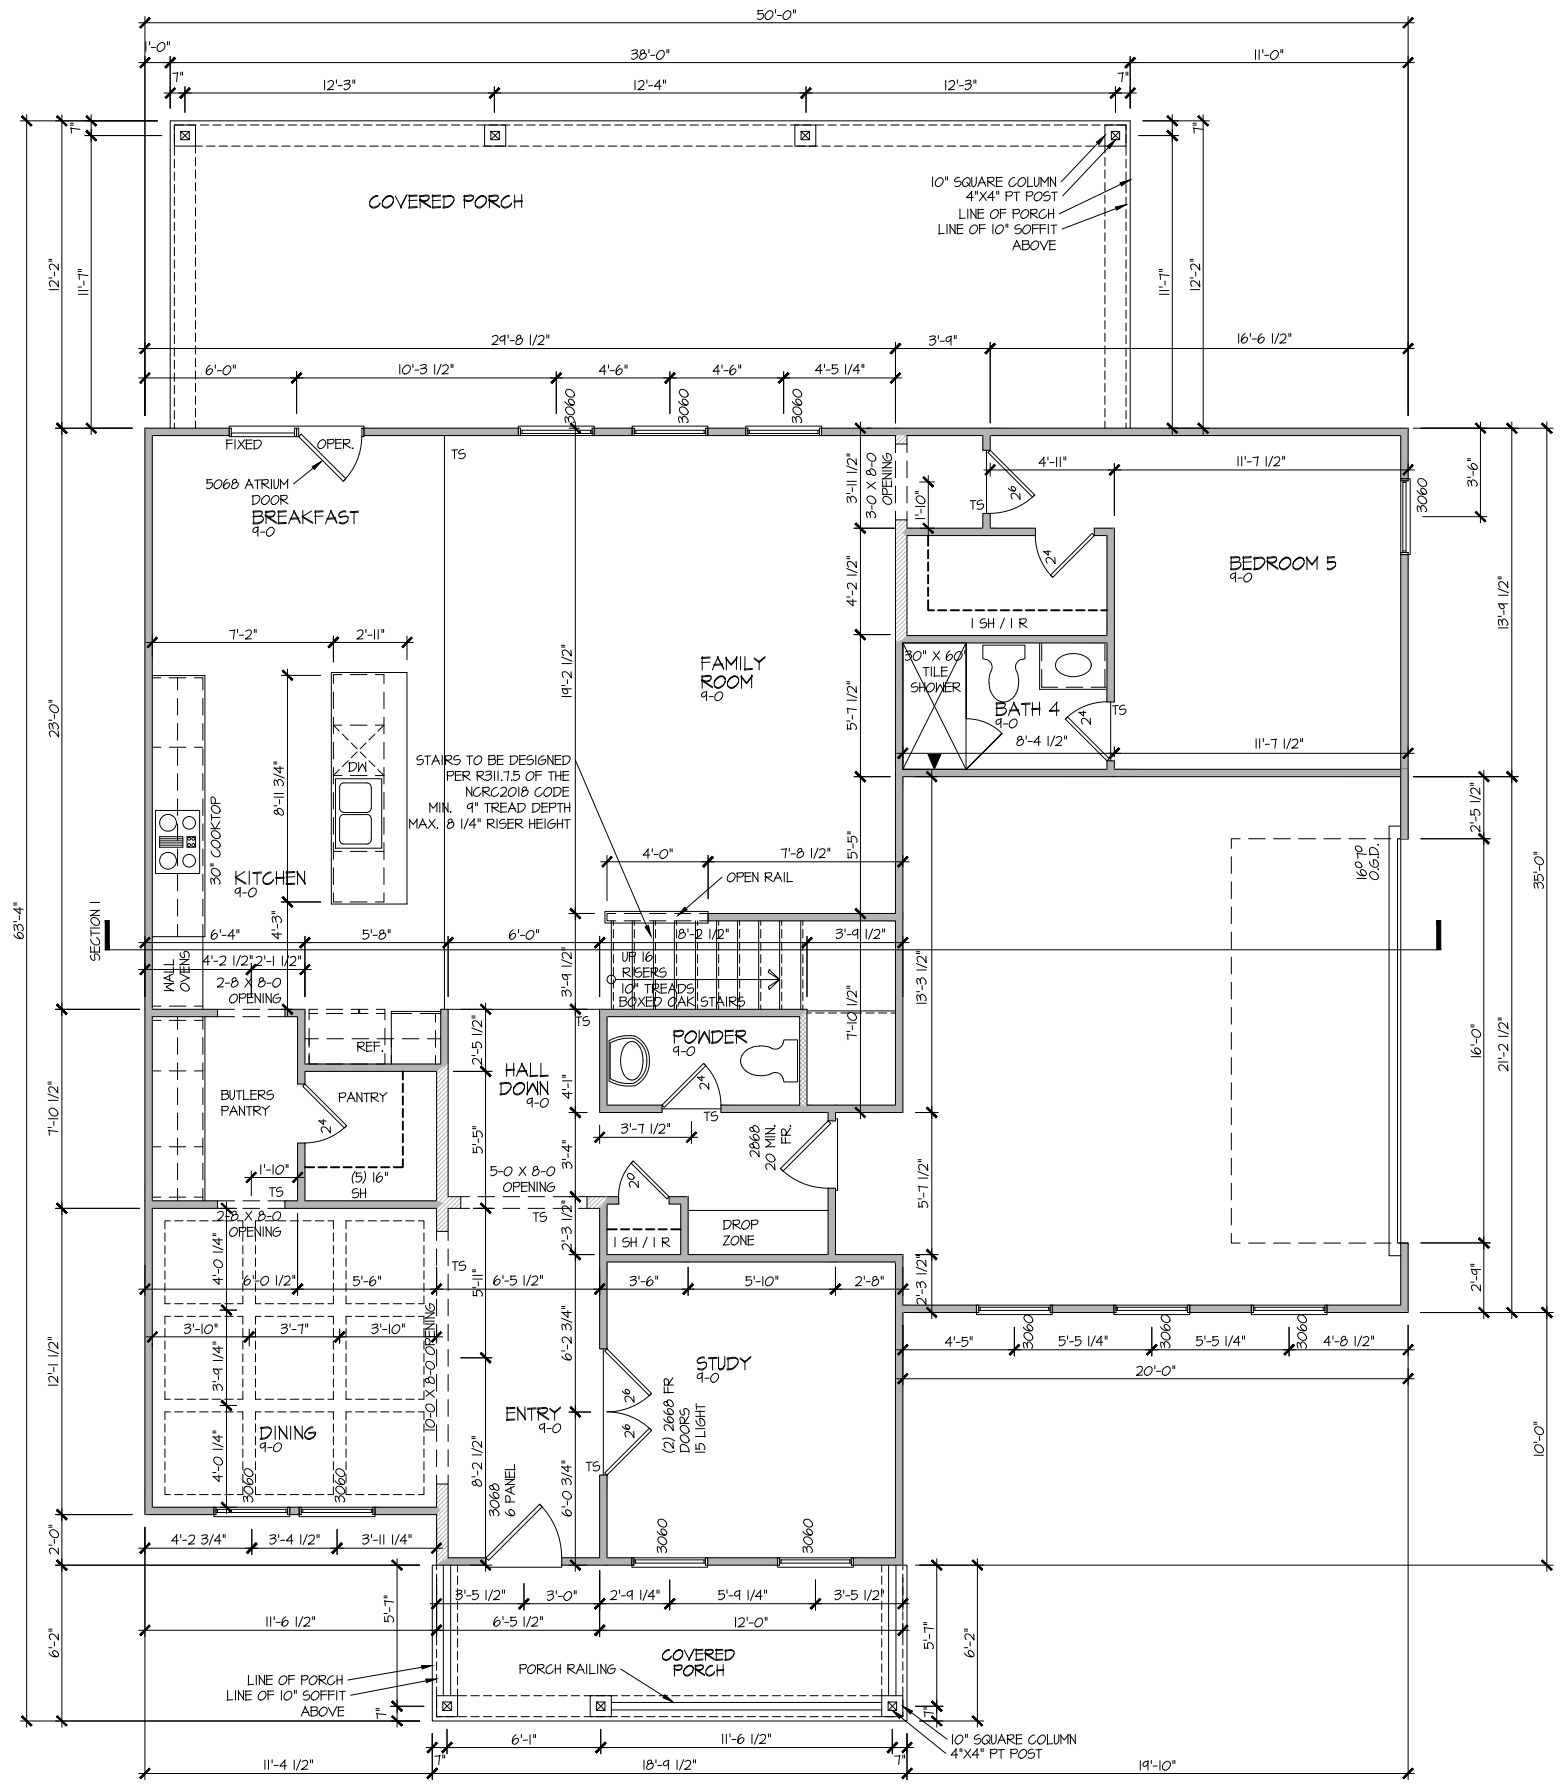 50'-0"
1'-0"
38'-0"
11'-0"
7"
12'-3"
12'-4"
12'-3"
7"
7"
7"
COVERED PORCH
10" SQUARE COLUMN
4"X4" PT POST
LINE OF PORCH
LINE OF 10" SOFFIT
ABOVE
12'-2"
11'-7"
11'-7"
12'-2"
29'-8 1/2"
3'-9"
16'-6 1/2"
6'-0"
10'-3 1/2"
4'-6"
4'-6"
4'-5 1/4"
3060
3060
3060
FIXED
OPER.
TS
5068 ATRIUM
DOOR
BREAKFAST
9-0
3'-11 1/2"
3-0 X 8-0
OPENING
1'-10"
4'-11"
11'-7 1/2"
2⁶
TS
3060
3'-6"
2⁴
BEDROOM 5
9-0
4'-2 1/2"
13'-9 1/2"
1 SH / 1 R
7'-2"
2'-11"
FAMILY
ROOM
9-0
19'-2 1/2"
30" X 60"
TILE
SHOWER
BATH 4
9-0
2⁴
TS
5'-7 1/2"
8'-4 1/2"
11'-7 1/2"
23'-0"
DW
8'-11 3/4"
STAIRS TO BE DESIGNED
PER R311.7.5 OF THE
NCRC2018 CODE
MIN. 9" TREAD DEPTH
MAX. 8 1/4" RISER HEIGHT
30" COOKTOP
KITCHEN
9-0
4'-0"
7'-8 1/2"
5'-5"
OPEN RAIL
2'-5 1/2"
16⁰7⁰
O.G.D.
35'-0"
63'-4"
SECTION 1
4'-3"
6'-4"
5'-8"
6'-0"
18'-2 1/2"
3'-9 1/2"
4'-2 1/2"
2'-1 1/2"
WALL
OVENS
2-8 X 8-0
OPENING
3'-9 1/2"
UP 16
RISERS
10" TREADS
BOXED OAK STAIRS
13'-3 1/2"
7'-10 1/2"
TS
REF.
2'-5 1/2"
HALL
DOWN
9-0
4'-1"
POWDER
9-0
2⁴
TS
16'-0"
21'-2 1/2"
7'-10 1/2"
BUTLERS
PANTRY
PANTRY
2⁴
5'-5"
3'-7 1/2"
3'-4"
2868
20 MIN.
FR.
1'-10"
TS
(5) 16"
SH
5-0 X 8-0
OPENING
2⁰
5'-7 1/2"
2-8 X 8-0
OPENING
TS
2'-3 1/2"
1 SH / 1 R
DROP
ZONE
4'-0 1/4"
TS
5'-11"
6'-0 1/2"
5'-6"
6'-5 1/2"
3'-6"
5'-10"
2'-8"
2'-3 1/2"
2'-9"
3'-10"
3'-7"
3'-10"
10-0 X 8-0 OPENING
6'-2 3/4"
3060
3060
3060
4'-5"
5'-5 1/4"
5'-5 1/4"
4'-8 1/2"
20'-0"
12'-1 1/2"
3'-9 1/4"
STUDY
9-0
2⁶
2⁶
(2) 2668 FR
DOORS
15 LIGHT
ENTRY
9-0
DINING
9-0
4'-0 1/4"
3060
3060
TS
8'-2 1/2"
3068
6 PANEL
6'-0 3/4"
10'-0"
2'-0"
4'-2 3/4"
3'-4 1/2"
3'-11 1/4"
3060
3060
3'-5 1/2"
3'-0"
2'-9 1/4"
5'-9 1/4"
3'-5 1/2"
11'-6 1/2"
6'-5 1/2"
12'-0"
5'-7"
5'-7"
6'-2"
6'-2"
COVERED
PORCH
PORCH RAILING
LINE OF PORCH
LINE OF 10" SOFFIT
ABOVE
7"
7"
10" SQUARE COLUMN
4"X4" PT POST
7"
6'-1"
11'-6 1/2"
7"
11'-4 1/2"
18'-9 1/2"
19'-10"